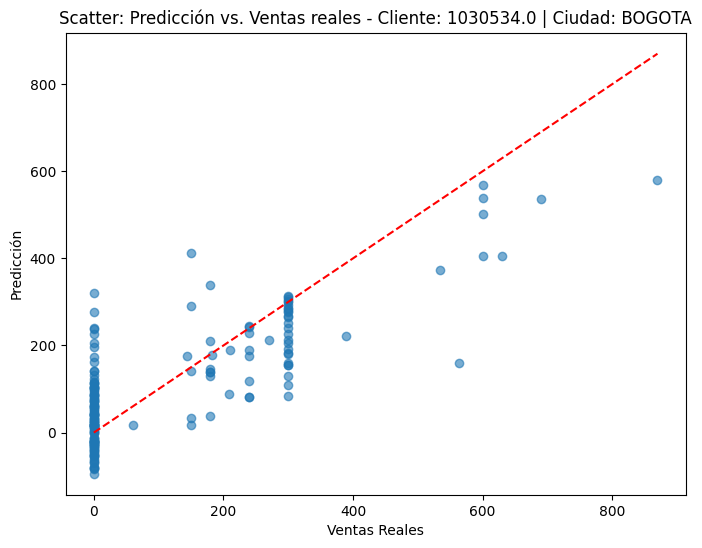 Scatter: Predicción vs. Ventas reales - Cliente: 1030534.0 | Ciudad: BOGOTA
800
600
400
200
0
Predicción
0 200 400 600 800
Ventas Reales